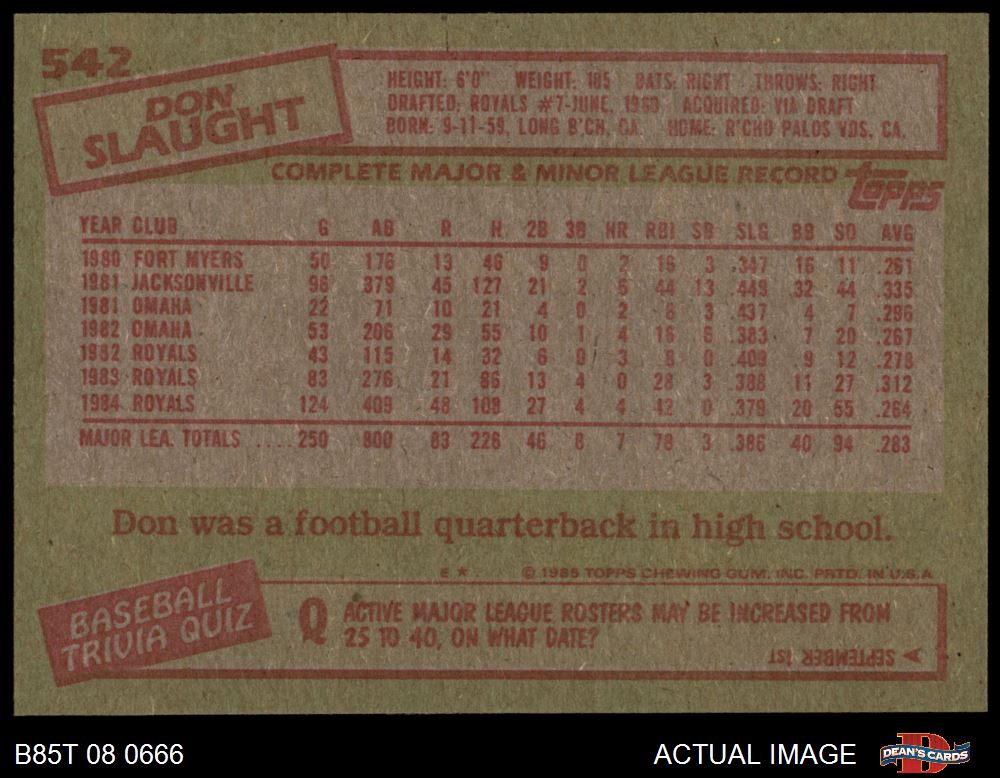 542
DON SLAUGHT
HEIGHT: 6'0" WEIGHT: 185 BATS: RIGHT THROWS: RIGHT
DRAFTED: ROYALS #7-JUNE, 1980 ACQUIRED: VIA DRAFT
BORN: 9-11-59, LONG B'CH, CA. HOME: R'CHO PALOS VDS, CA.
COMPLETE MAJOR & MINOR LEAGUE RECORD topps
YEAR CLUB G AB R H 2B 3B HR RBI SB SLG BB SO AVG
1980 FORT MYERS 50 176 13 46 9 0 2 16 3 .347 16 11 .261
1981 JACKSONVILLE 96 379 45 127 21 2 6 44 13 .449 32 44 .335
1981 OMAHA 22 71 10 21 4 0 2 8 3 .437 4 7 .296
1982 OMAHA 53 206 29 55 10 1 4 16 6 .383 7 20 .267
1982 ROYALS 43 115 14 32 6 0 3 8 0 .409 9 12 .278
1983 ROYALS 83 276 21 86 13 4 0 28 3 .388 11 27 .312
1984 ROYALS 124 409 48 108 27 4 4 42 0 .379 20 55 .264
MAJOR LEA. TOTALS ....250 800 83 226 46 8 7 78 3 .386 40 94 .283
Don was a football quarterback in high school.
E * © 1985 TOPPS CHEWING GUM, INC. PRTD. IN U.S.A.
BASEBALL TRIVIA QUIZ
Q ACTIVE MAJOR LEAGUE ROSTERS MAY BE INCREASED FROM
25 TO 40, ON WHAT DATE?
SEPTEMBER 1ST
B85T 08 0666 ACTUAL IMAGE DEAN'S CARDS